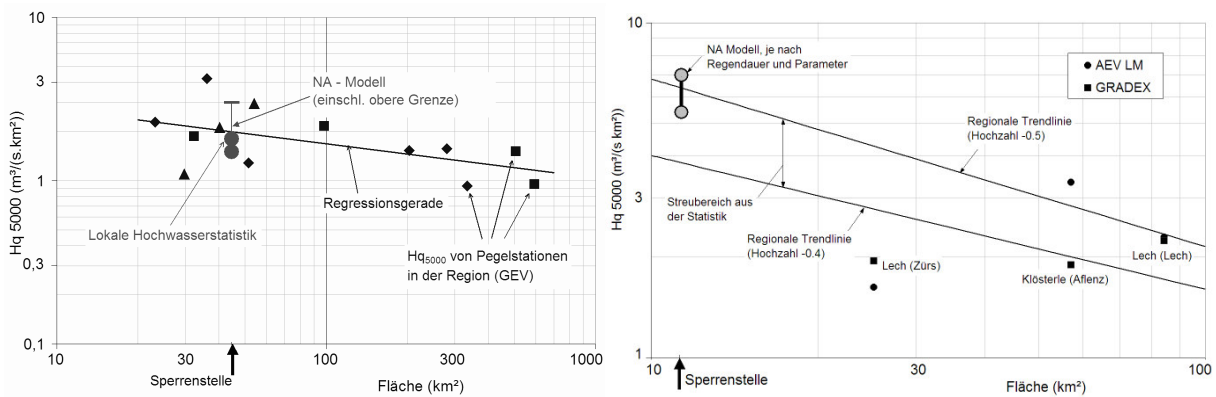 10
3
1
0,3
0,1
Hq 5000 (m³/(s.km²))
NA - Modell
(einschl. obere Grenze)
Regressionsgerade
Lokale Hochwasserstatistik
Hq₅₀₀₀ von Pegelstationen
in der Region (GEV)
10
30
100
300
1000
Sperrenstelle
Fläche (km²)
10
3
1
Hq 5000 (m³/(s km²))
NA Modell, je nach
Regendauer und Parameter
AEV LM
GRADEX
Regionale Trendlinie
(Hochzahl -0.5)
Streubereich aus
der Statistik
Regionale Trendlinie
(Hochzahl -0.4)
Lech (Zürs)
Klösterle (Aflenz)
Lech (Lech)
10
30
100
Sperrenstelle
Fläche (km²)